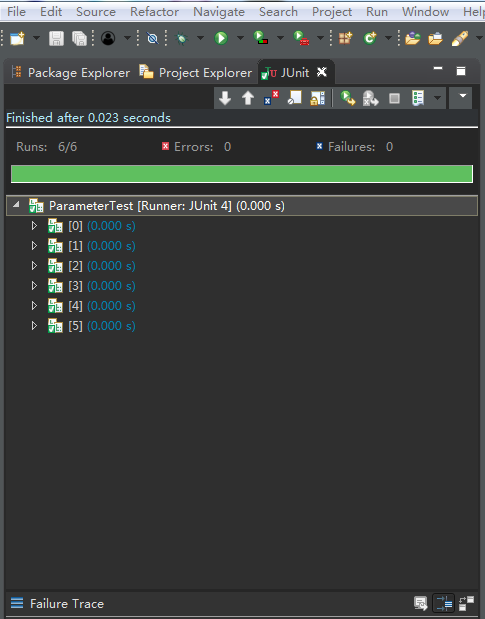 File Edit Source Refactor Navigate Search Project Run Window Help
Package Explorer Project Explorer JUnit
Finished after 0.023 seconds
Runs: 6/6 Errors: 0 Failures: 0
ParameterTest [Runner: JUnit 4] (0.000 s)
[0] (0.000 s)
[1] (0.000 s)
[2] (0.000 s)
[3] (0.000 s)
[4] (0.000 s)
[5] (0.000 s)
Failure Trace